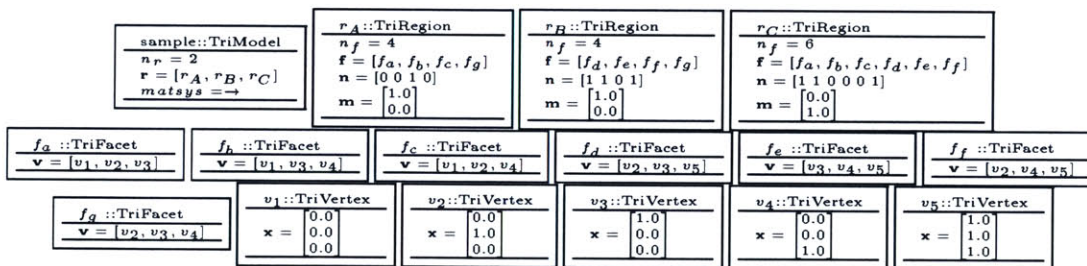 sample::TriModel
n_r = 2
r = [r_A, r_B, r_C]
matsys =→
r_A::TriRegion
n_f = 4
f = [f_a, f_b, f_c, f_g]
n = [0 0 1 0]
m = [1.0
0.0]
r_B::TriRegion
n_f = 4
f = [f_d, f_e, f_f, f_g]
n = [1 1 0 1]
m = [1.0
0.0]
r_C::TriRegion
n_f = 6
f = [f_a, f_b, f_c, f_d, f_e, f_f]
n = [1 1 0 0 0 1]
m = [0.0
1.0]
f_a ::TriFacet
v = [v_1, v_2, v_3]
f_b ::TriFacet
v = [v_1, v_3, v_4]
f_c ::TriFacet
v = [v_1, v_2, v_4]
f_d ::TriFacet
v = [v_2, v_3, v_5]
f_e ::TriFacet
v = [v_3, v_4, v_5]
f_f ::TriFacet
v = [v_2, v_4, v_5]
f_g ::TriFacet
v = [v_2, v_3, v_4]
v_1::TriVertex
x = [0.0
0.0
0.0]
v_2::TriVertex
x = [0.0
1.0
0.0]
v_3::TriVertex
x = [1.0
0.0
0.0]
v_4::TriVertex
x = [0.0
0.0
1.0]
v_5::TriVertex
x = [1.0
1.0
1.0]